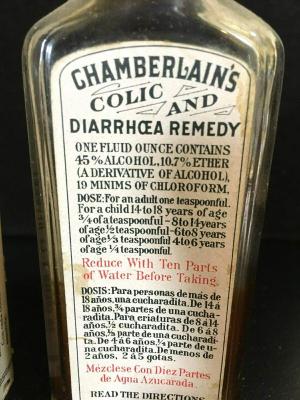 CHAMBERLAIN'S
COLIC AND
DIARRHŒA REMEDY
ONE FLUID OUNCE CONTAINS
45% ALCOHOL, 10.7% ETHER
(A DERIVATIVE OF ALCOHOL),
19 MINIMS OF CHLOROFORM.
DOSE: For an adult one teaspoonful.
For a child 14 to 18 years of age
¾ of a teaspoonful - 8 to 14 years
of age ½ teaspoonful - 6 to 8 years
of age ⅓ teaspoonful 4 to 6 years
of age ¼ teaspoonful.
Reduce With Ten Parts
of Water Before Taking.
DOSIS: Para personas de más de
18 años, una cucharadita. De 14 á
18 años, ¾ partes de una cucha-
radita. Para criaturas de 8 á 14
años, ½ cucharadita. De 6 á 8
años, ⅓ parte de una cucharadi-
ta. De 4 á 6 años, ¼ parte de u-
na cucharadita. De menos de
2 años, 2 á 5 gotas.
Mézclese Con Diez Partes
de Agua Azucarada.
READ THE DIRECTIONS